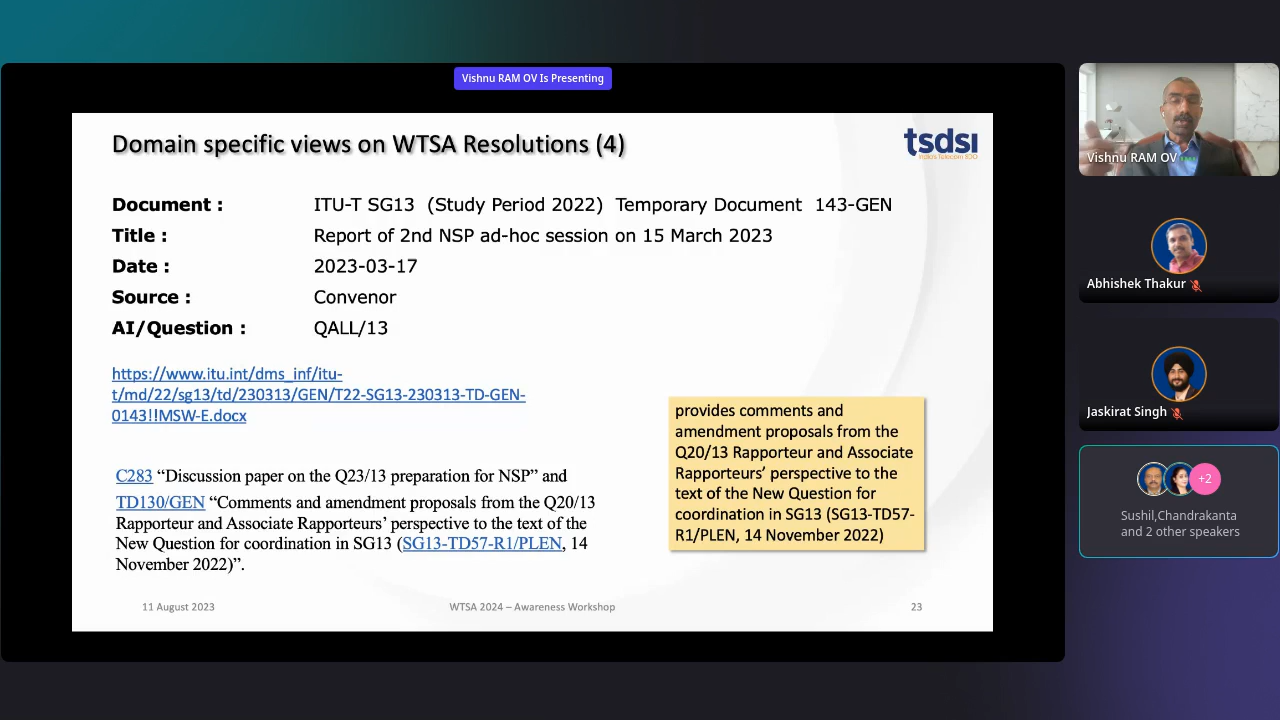 Vishnu RAM OV Is Presenting
Domain specific views on WTSA Resolutions (4)
tsdsi
India's Telecom SDO
Document : ITU-T SG13 (Study Period 2022) Temporary Document 143-GEN
Title : Report of 2nd NSP ad-hoc session on 15 March 2023
Date : 2023-03-17
Source : Convenor
AI/Question : QALL/13
https://www.itu.int/dms_inf/itu-
t/md/22/sg13/td/230313/GEN/T22-SG13-230313-TD-GEN-
0143!!MSW-E.docx
C283 “Discussion paper on the Q23/13 preparation for NSP” and
TD130/GEN “Comments and amendment proposals from the Q20/13
Rapporteur and Associate Rapporteurs’ perspective to the text of the
New Question for coordination in SG13 (SG13-TD57-R1/PLEN, 14
November 2022)”.
provides comments and
amendment proposals from the
Q20/13 Rapporteur and Associate
Rapporteurs’ perspective to the
text of the New Question for
coordination in SG13 (SG13-TD57-
R1/PLEN, 14 November 2022)
11 August 2023
WTSA 2024 – Awareness Workshop
23
Vishnu RAM OV
Abhishek Thakur
Jaskirat Singh
+2
Sushil,Chandrakanta
and 2 other speakers